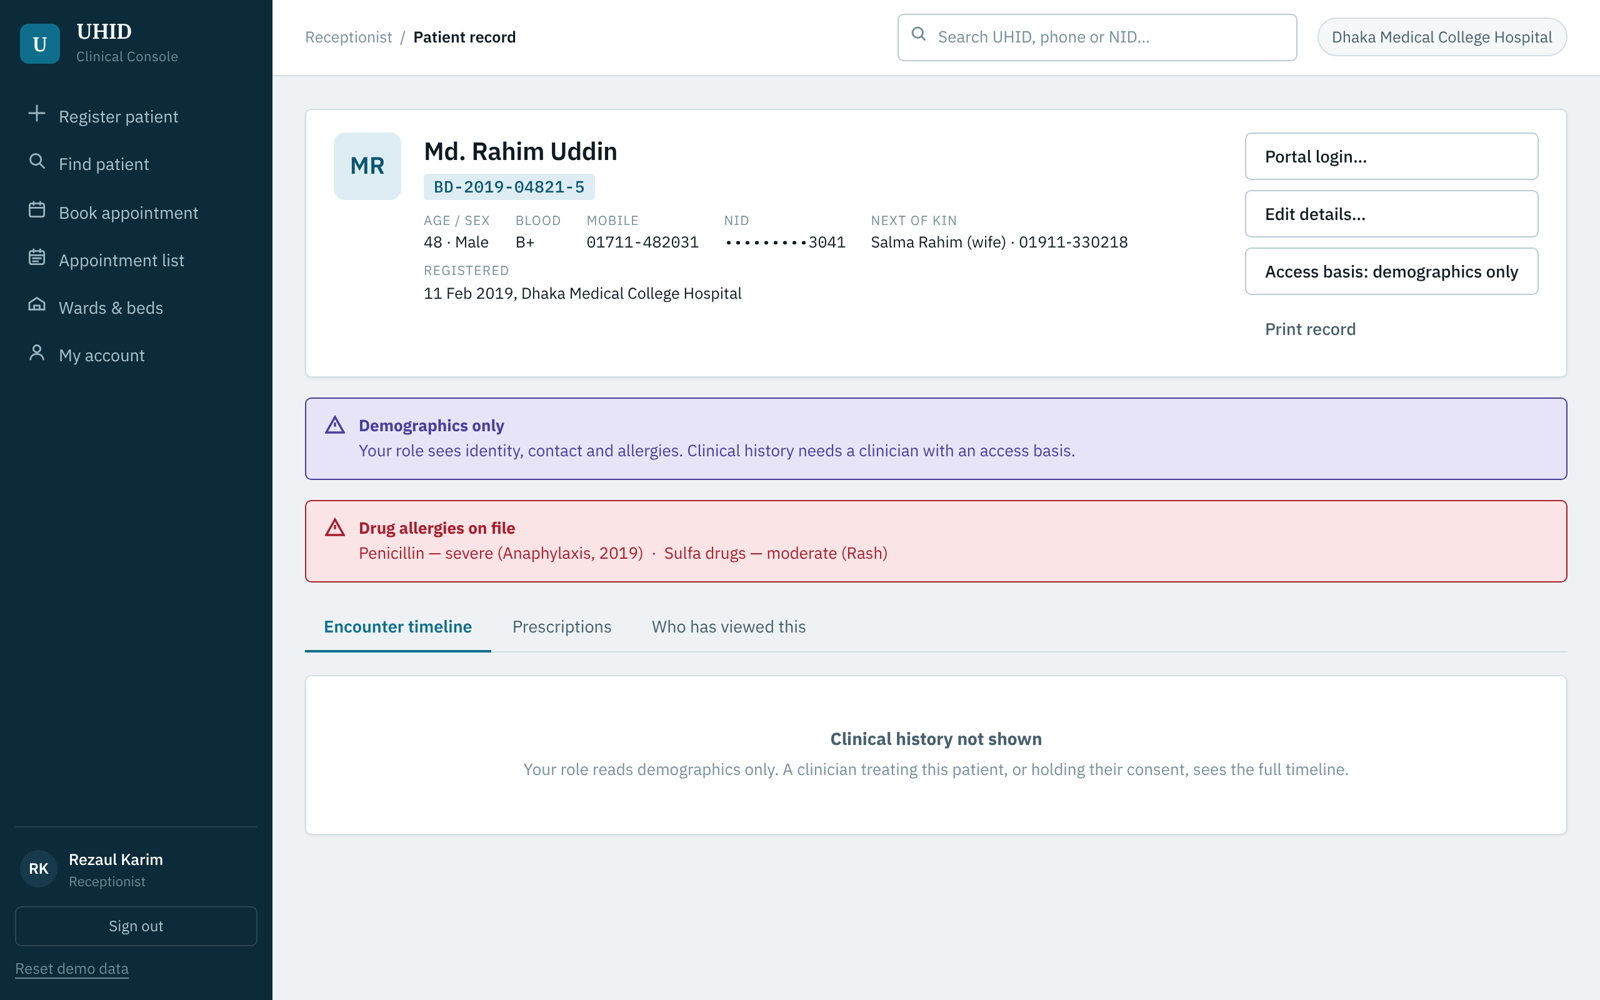 U
UHID
Clinical Console
Register patient
Find patient
Book appointment
Appointment list
Wards & beds
My account
RK
Rezaul Karim
Receptionist
Sign out
Reset demo data
Receptionist / Patient record
Search UHID, phone or NID...
Dhaka Medical College Hospital
MR
Md. Rahim Uddin
BD-2019-04821-5
AGE / SEX BLOOD MOBILE NID NEXT OF KIN
48 · Male B+ 01711-482031 •••••••••3041 Salma Rahim (wife) · 01911-330218
REGISTERED
11 Feb 2019, Dhaka Medical College Hospital
Portal login...
Edit details...
Access basis: demographics only
Print record
Demographics only
Your role sees identity, contact and allergies. Clinical history needs a clinician with an access basis.
Drug allergies on file
Penicillin — severe (Anaphylaxis, 2019) · Sulfa drugs — moderate (Rash)
Encounter timeline Prescriptions Who has viewed this
Clinical history not shown
Your role reads demographics only. A clinician treating this patient, or holding their consent, sees the full timeline.